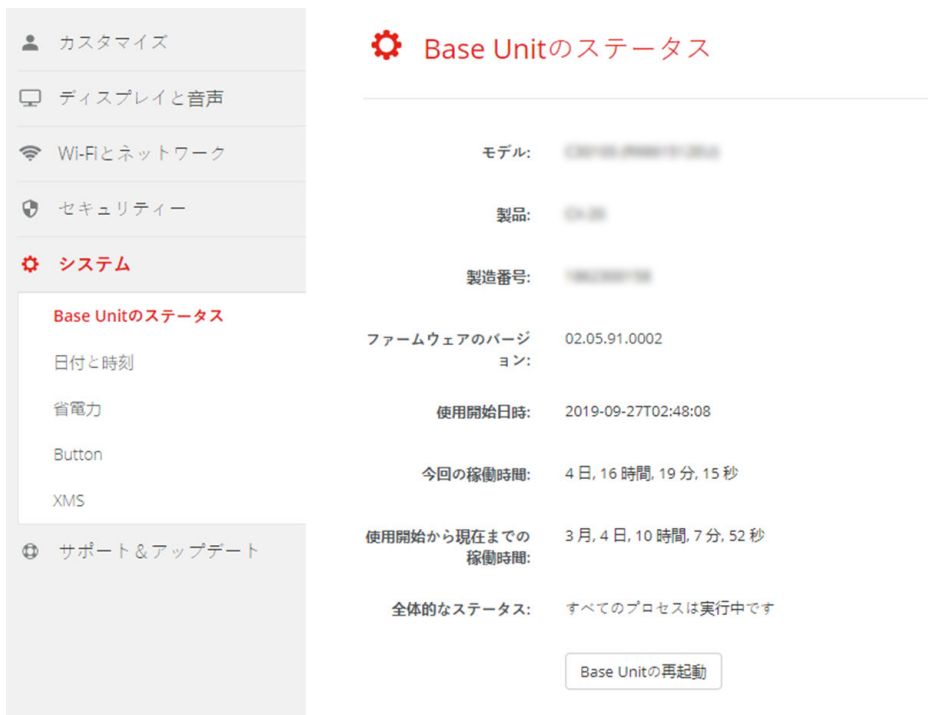 カスタマイズ
ディスプレイと音声
Wi-Fiとネットワーク
セキュリティー
システム
Base Unitのステータス
日付と時刻
省電力
Button
XMS
サポート＆アップデート
Base Unitのステータス
モデル:
製品:
製造番号:
ファームウェアのバージ
ョン:
02.05.91.0002
使用開始日時:
2019-09-27T02:48:08
今回の稼働時間:
4 日, 16 時間, 19 分, 15 秒
使用開始から現在までの
稼働時間:
3 月, 4 日, 10 時間, 7 分, 52 秒
全体的なステータス:
すべてのプロセスは実行中です
Base Unitの再起動